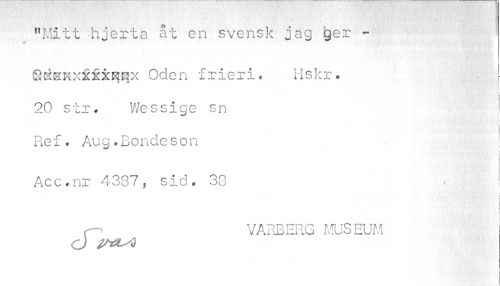 "Mitt hjerta åt en svensk jag ger -
Oden frieri.   Hskr.
20 str.   Wessige sn
Ref. Aug.Bondeson
Acc.nr 4387, sid. 38
Svas
VARBERG MUSEUM